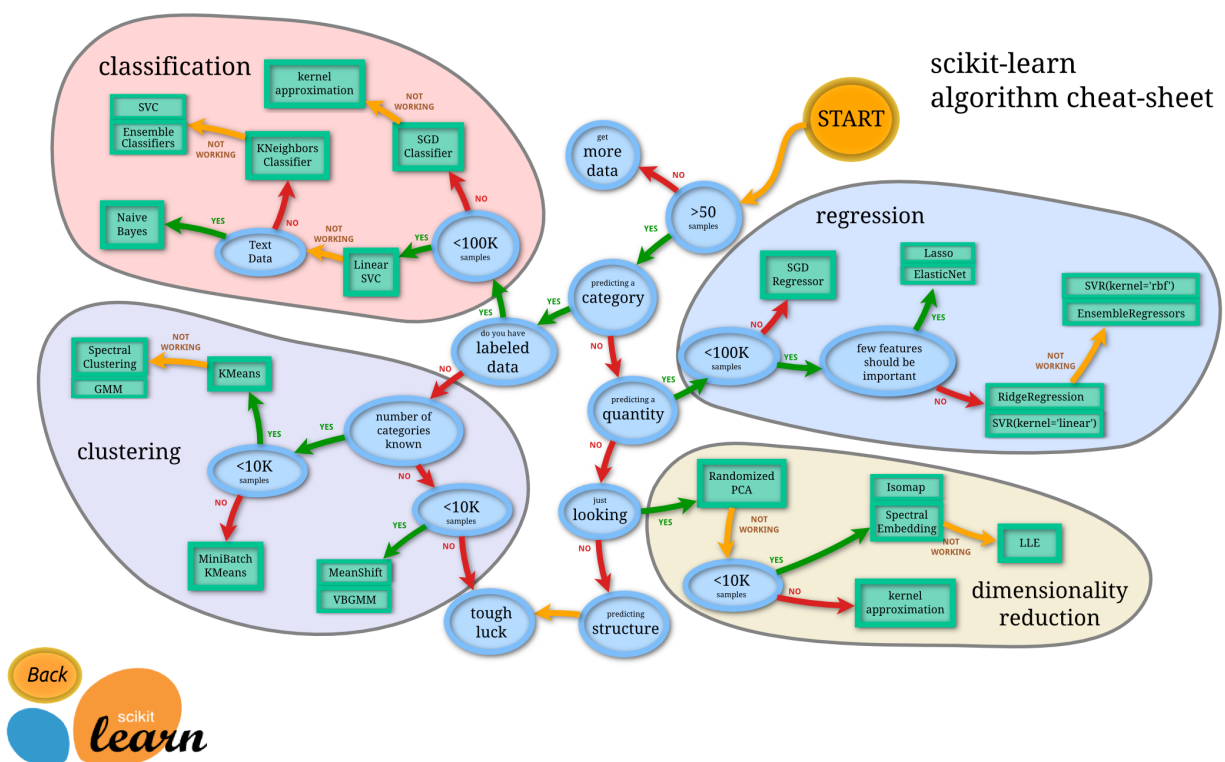 scikit-learn
algorithm cheat-sheet
START
get
more
data
NO
>50
samples
YES
predicting a
category
YES
NO
do you have
labeled
data
YES
NO
predicting a
quantity
YES
NO
just
looking
YES
NO
predicting
structure
tough
luck
classification
kernel
approximation
NOT
WORKING
SGD
Classifier
NO
<100K
samples
YES
Linear
SVC
NOT
WORKING
Text
Data
YES
NO
Naive
Bayes
KNeighbors
Classifier
NOT
WORKING
SVC
Ensemble
Classifiers
regression
SGD
Regressor
NO
<100K
samples
YES
few features
should be
important
YES
NO
Lasso
ElasticNet
RidgeRegression
SVR(kernel='linear')
NOT
WORKING
SVR(kernel='rbf')
EnsembleRegressors
clustering
number of
categories
known
YES
NO
<10K
samples
YES
NO
KMeans
NOT
WORKING
Spectral
Clustering
GMM
MiniBatch
KMeans
<10K
samples
YES
NO
MeanShift
VBGMM
dimensionality
reduction
Randomized
PCA
NOT
WORKING
<10K
samples
YES
NO
Isomap
Spectral
Embedding
NOT
WORKING
LLE
kernel
approximation
Back
scikit
learn